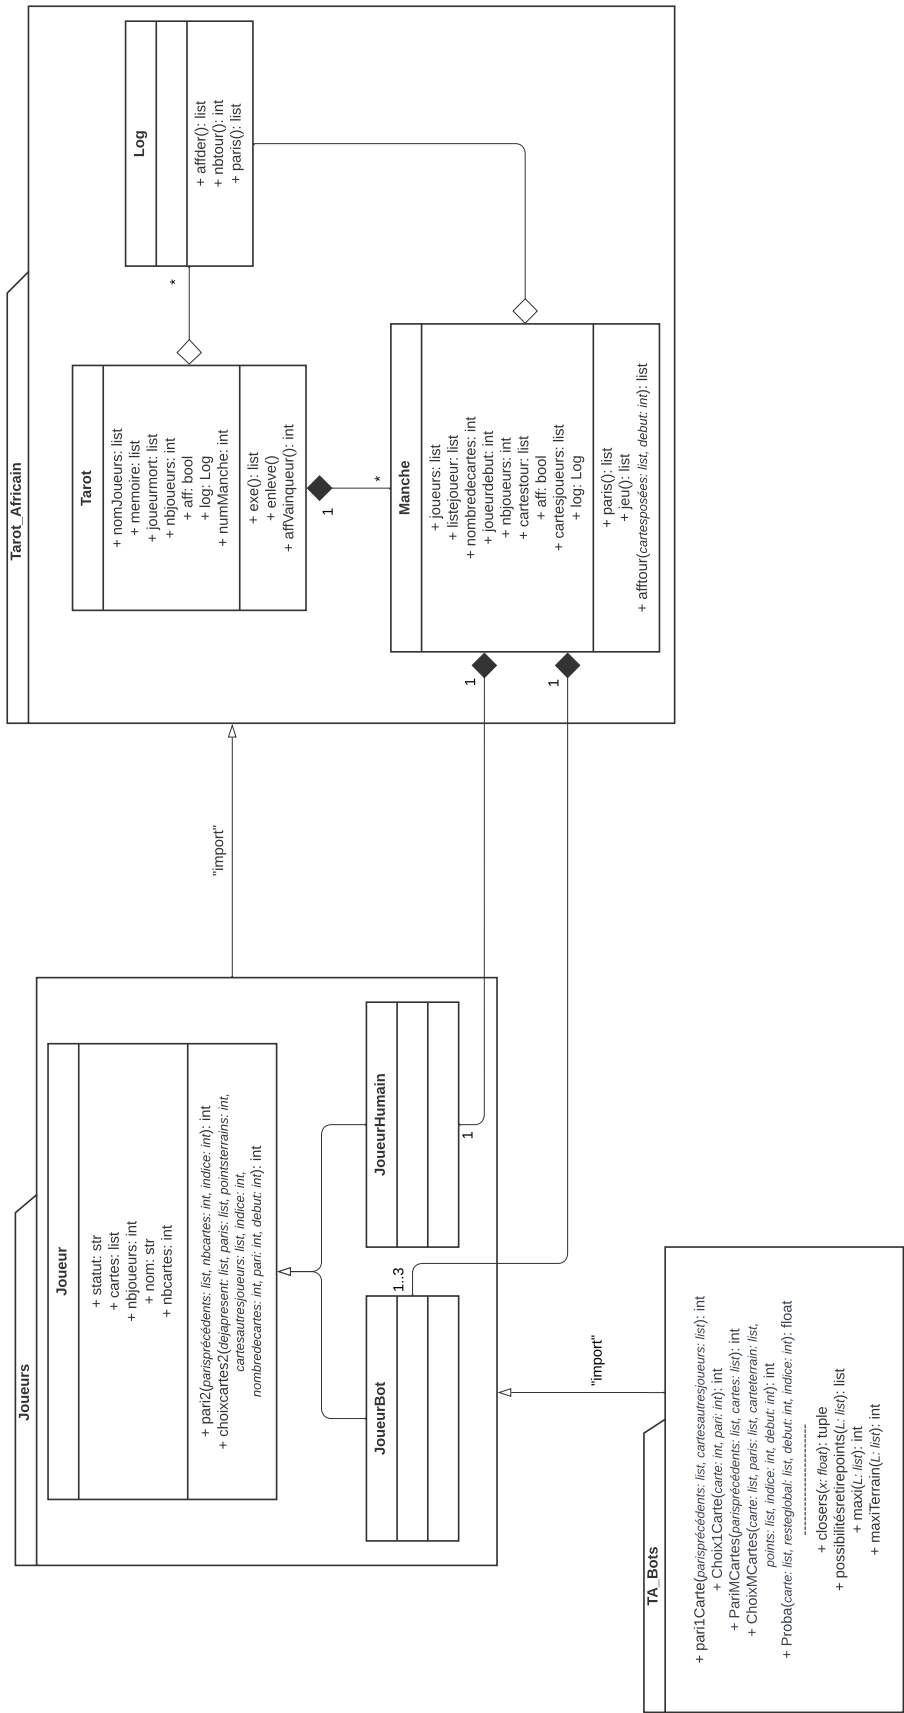 Tarot_African
Log
+ affder(): list
+ nbtour(): int
+ paris(): list
*
Tarot
+ nomJoueurs: list
+ memoire: list
+ joueurmort: list
+ nbjoueurs: int
+ aff: bool
+ log: Log
+ numManche: int
+ exe(): list
+ enleve()
+ affVainqueur(): int
1
*
Manche
+ joueurs: list
+ listejoueur: list
+ nombredecartes: int
+ joueurdebut: int
+ nbjoueurs: int
+ cartestour: list
+ aff: bool
+ cartesjoueurs: list
+ log: Log
+ paris(): list
+ jeu(): list
+ afftour(cartesposées: list, debut: int): list
1
1
"import"
Joueurs
Joueur
+ statut: str
+ cartes: list
+ nbjoueurs: int
+ nom: str
+ nbcartes: int
+ pari2(parisprécédents: list, nbcartes: int, indice: int): int
+ choixcartes2(dejapresent: list, paris: list, pointsterrains: int,
cartesautresjoueurs: list, indice: int,
nombredecartes: int, pari: int, debut: int): int
JoueurHumain
1
JoueurBot
1..3
"import"
TA_Bots
+ pari1Carte(parisprécédents: list, cartesautresjoueurs: list): int
+ Choix1Carte(carte: int, pari: int): int
+ PariMCartes(parisprécédents: list, cartes: list): int
+ ChoixMCartes(carte: list, paris: list, carteterrain: list,
points: list, indice: int, debut: int): int
+ Proba(carte: list, resteglobal: list, debut: int, indice: int): float
------------------------------
+ closers(x: float): tuple
+ possibilitésretirepoints(L: list): list
+ maxi(L: list): int
+ maxiTerrain(L: list): int